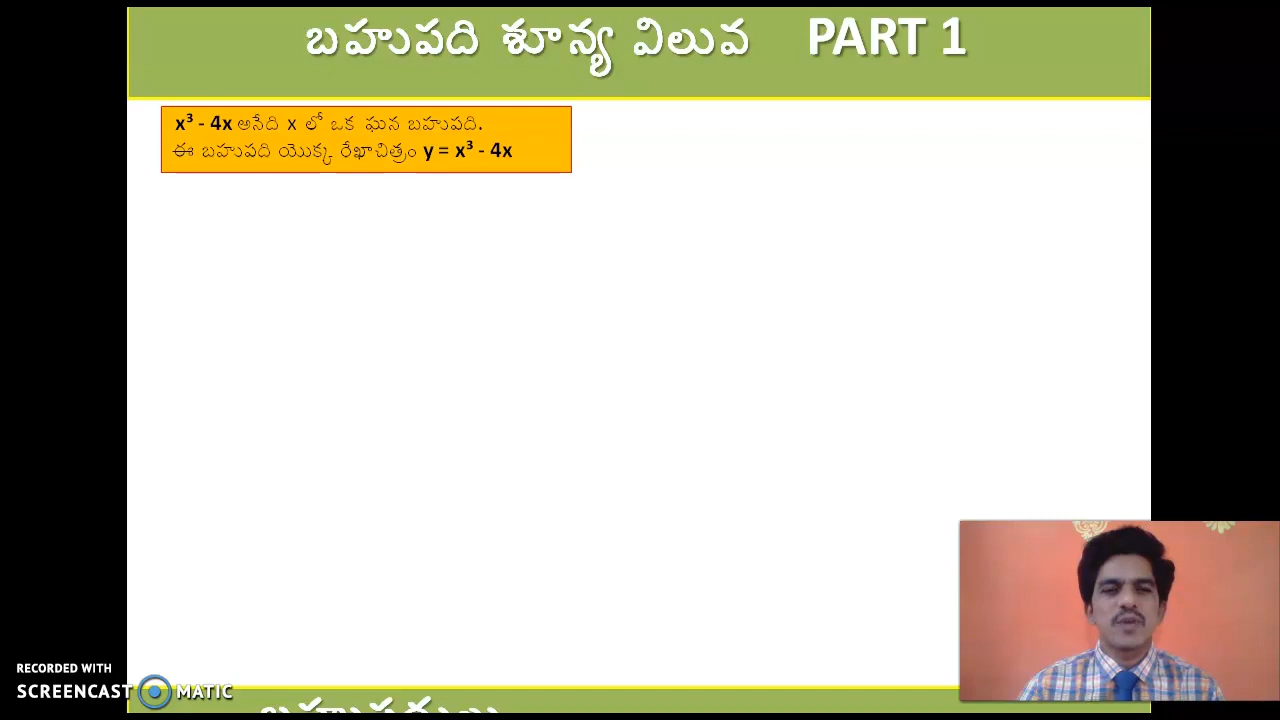 బహుపది శూన్య విలువ PART 1
x³ - 4x అనేది x లో ఒక ఘన బహుపది.
ఈ బహుపది యొక్క రేఖాచిత్రం y = x³ - 4x
RECORDED WITH
SCREENCAST MATIC